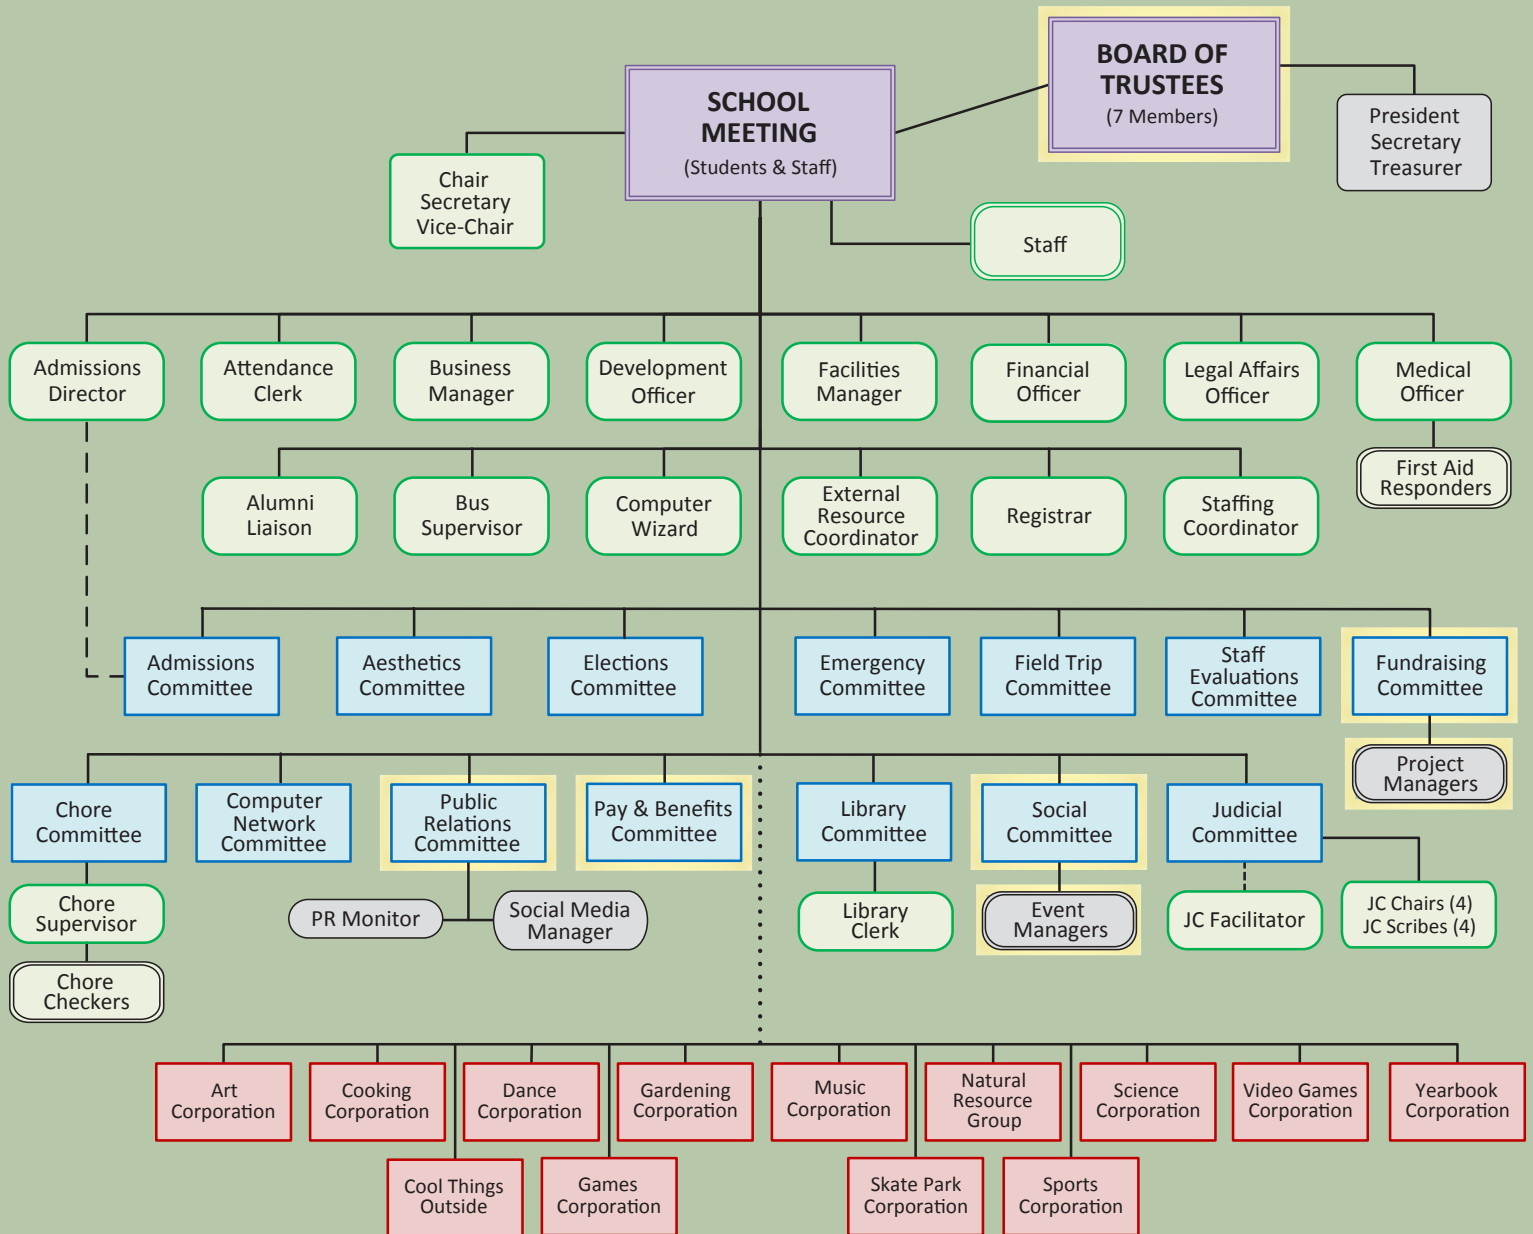 BOARD OF
TRUSTEES
(7 Members)
SCHOOL
MEETING
(Students & Staff)
President
Secretary
Treasurer
Chair
Secretary
Vice-Chair
Staff
Admissions
Director
Attendance
Clerk
Business
Manager
Development
Officer
Facilities
Manager
Financial
Officer
Legal Affairs
Officer
Medical
Officer
First Aid
Responders
Alumni
Liaison
Bus
Supervisor
Computer
Wizard
External
Resource
Coordinator
Registrar
Staffing
Coordinator
Admissions
Committee
Aesthetics
Committee
Elections
Committee
Emergency
Committee
Field Trip
Committee
Staff
Evaluations
Committee
Fundraising
Committee
Project
Managers
Chore
Committee
Computer
Network
Committee
Public
Relations
Committee
Pay & Benefits
Committee
Library
Committee
Social
Committee
Judicial
Committee
Chore
Supervisor
PR Monitor
Social Media
Manager
Library
Clerk
Event
Managers
JC Facilitator
JC Chairs (4)
JC Scribes (4)
Chore
Checkers
Art
Corporation
Cooking
Corporation
Dance
Corporation
Gardening
Corporation
Music
Corporation
Natural
Resource
Group
Science
Corporation
Video Games
Corporation
Yearbook
Corporation
Cool Things
Outside
Games
Corporation
Skate Park
Corporation
Sports
Corporation